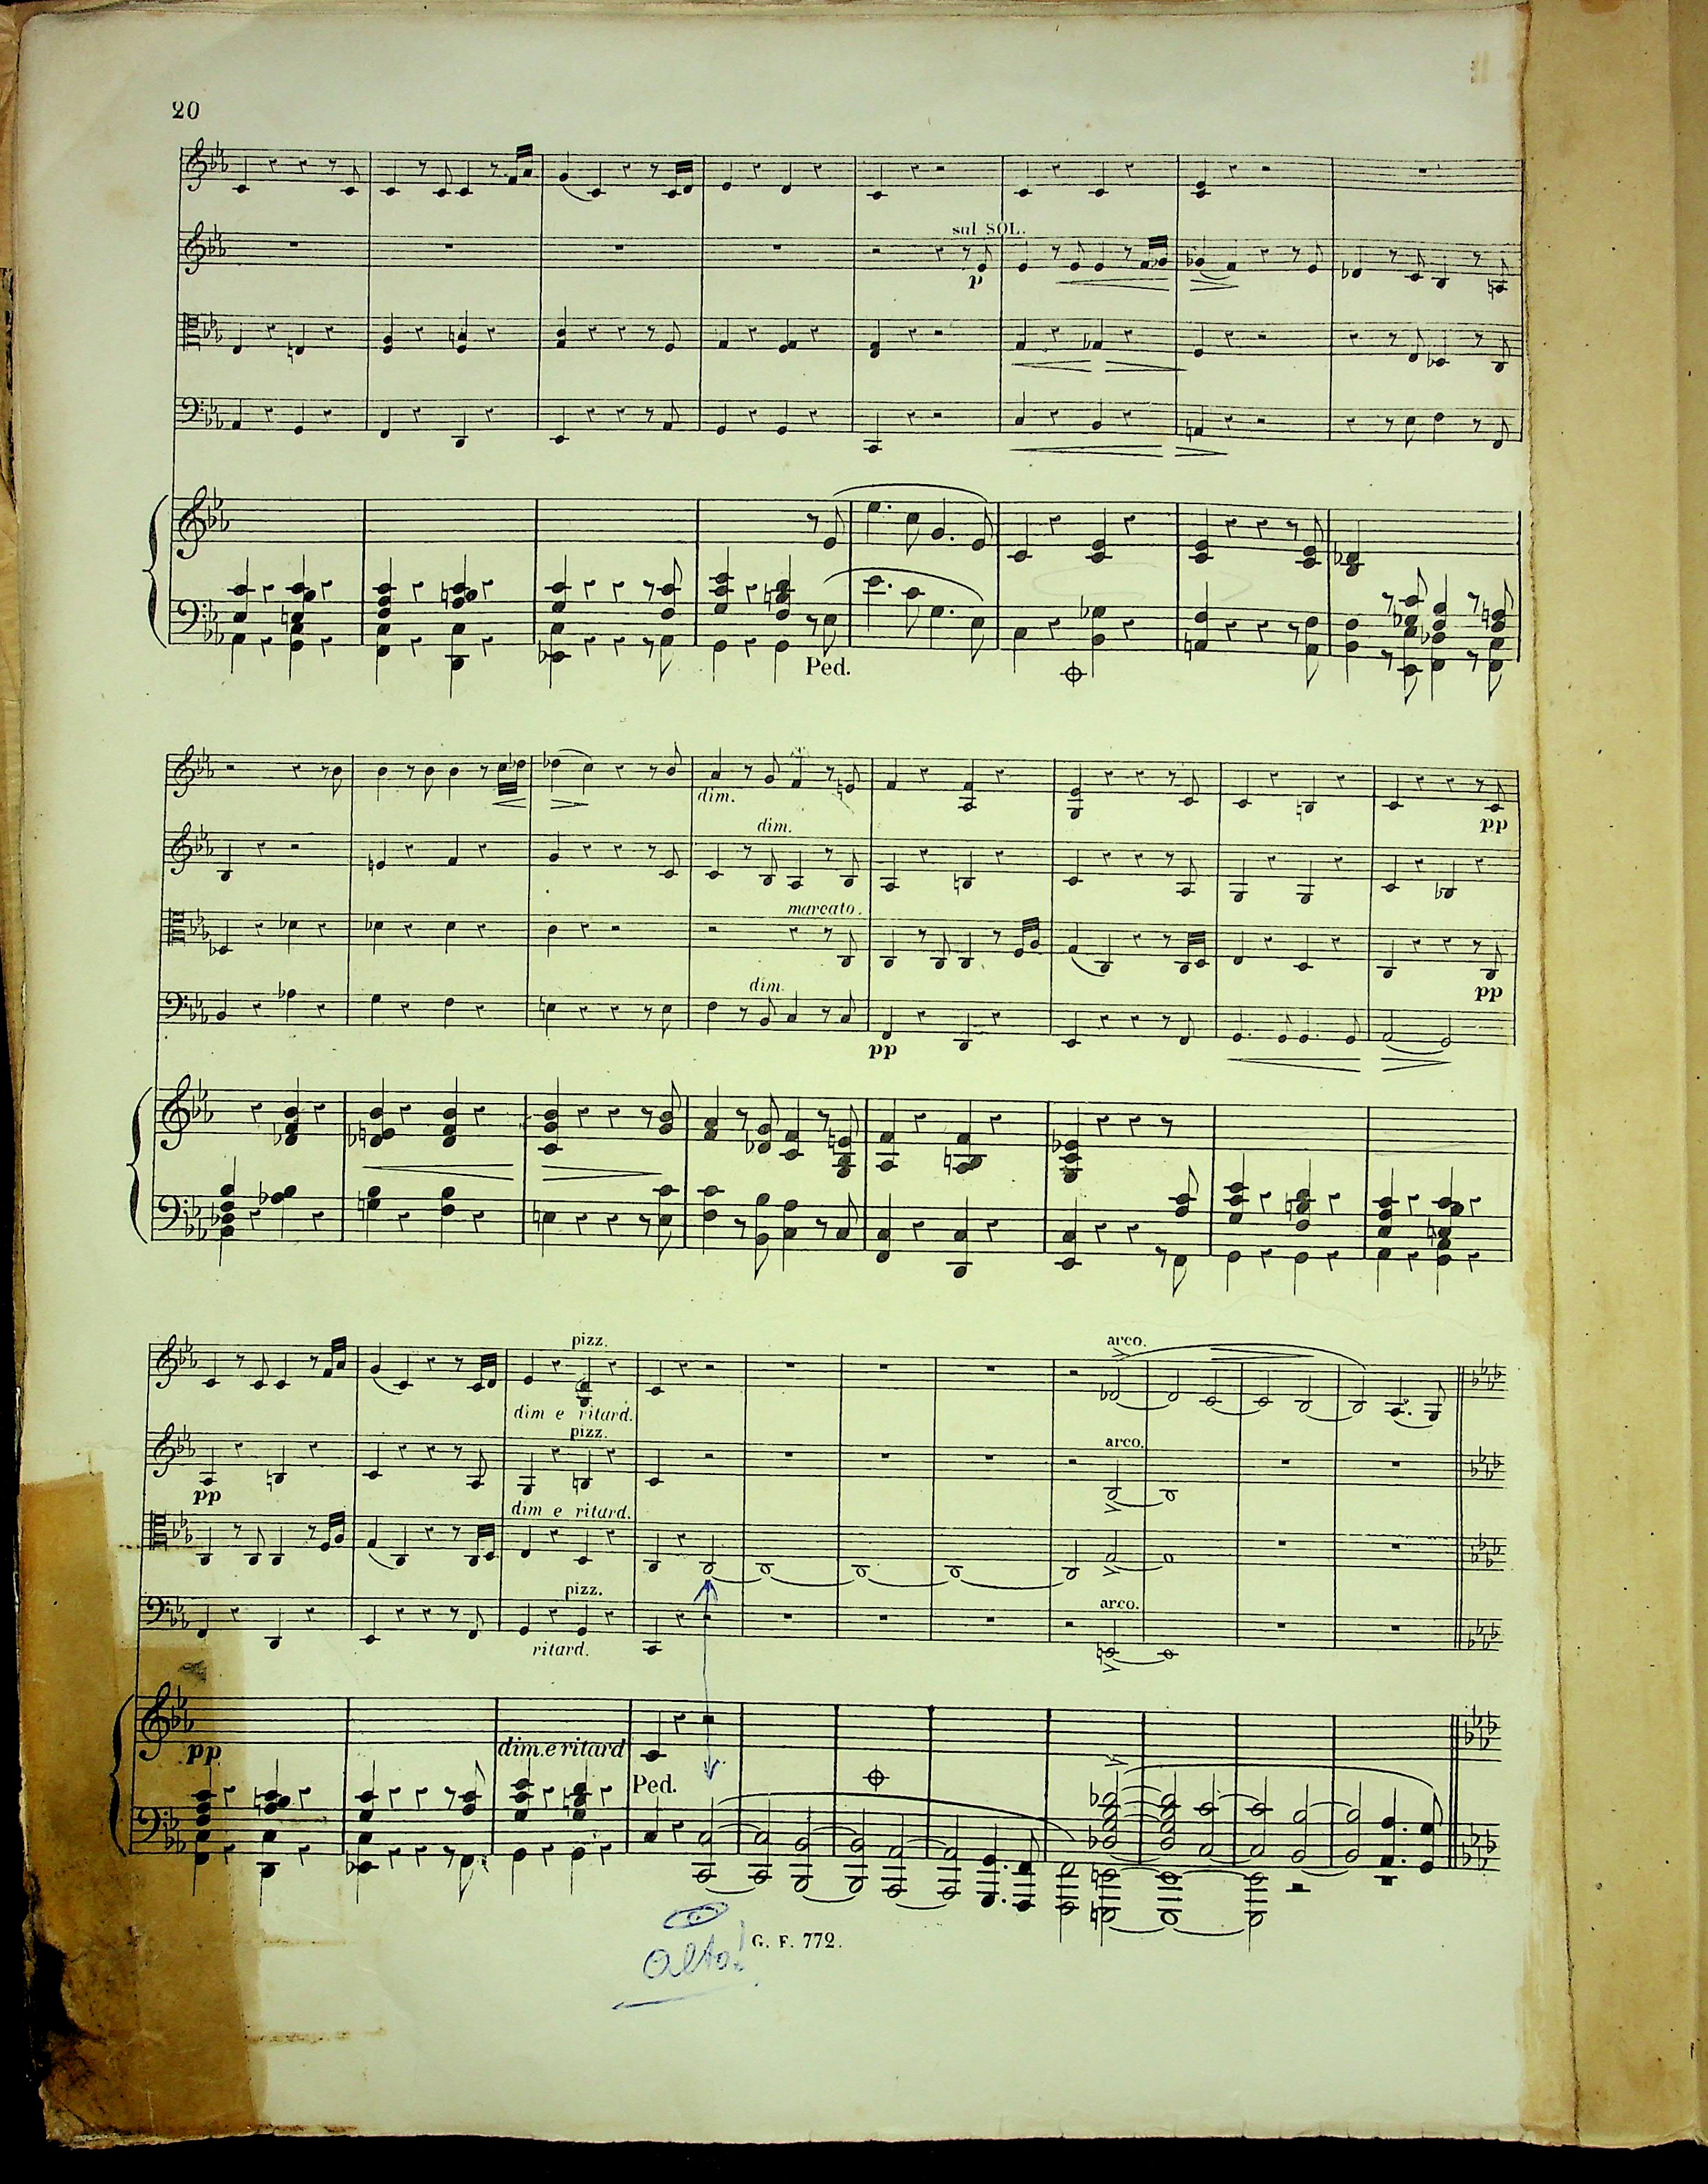 20
sul SOL.
p
Ped.
dim.
pp
dim.
marcato.
pp
dim.
pp
pizz.
arco.
dim e ritard.
pizz.
arco.
pp
dim e ritard.
pizz.
arco.
ritard.
pp
dim. e ritard
Ped.
G. F. 772.
alto!